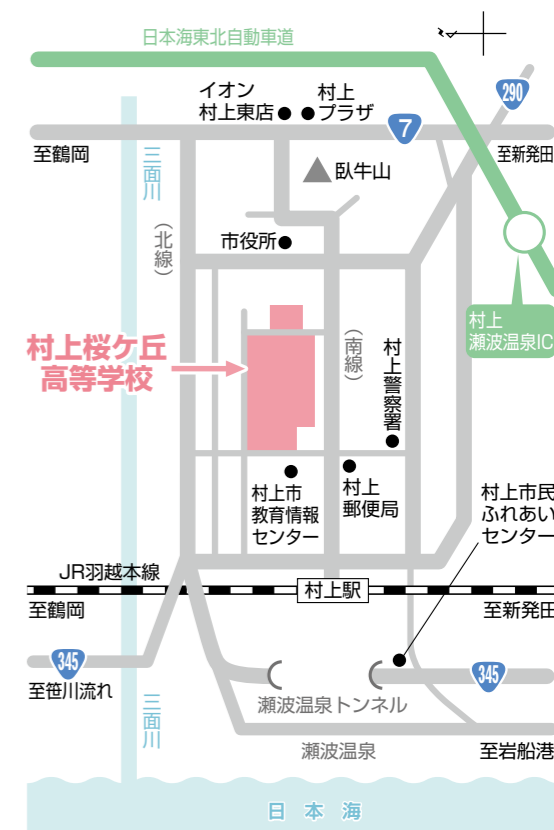 日本海東北自動車道
イオン
村上東店
村上
プラザ
290
7
至鶴岡
三面川
至新発田
臥牛山
(北線)
市役所
村上
瀬波温泉IC
村上桜ケ丘
高等学校
(南線)
村上警察署
村上市
教育情報
センター
村上
郵便局
村上市民
ふれあい
センター
JR羽越本線
村上駅
至鶴岡
至新発田
345
至笹川流れ
345
瀬波温泉トンネル
三面川
瀬波温泉
至岩船港
日本海